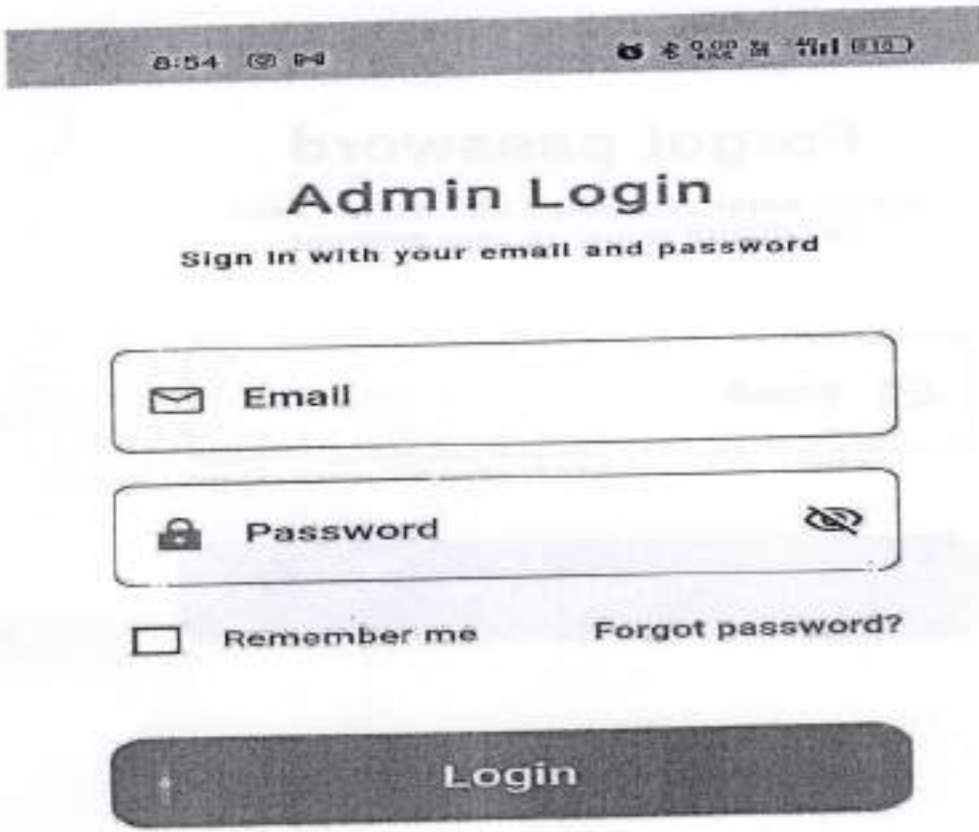 8:54
Admin Login
Sign in with your email and password
Email
Password
Remember me Forgot password?
Login